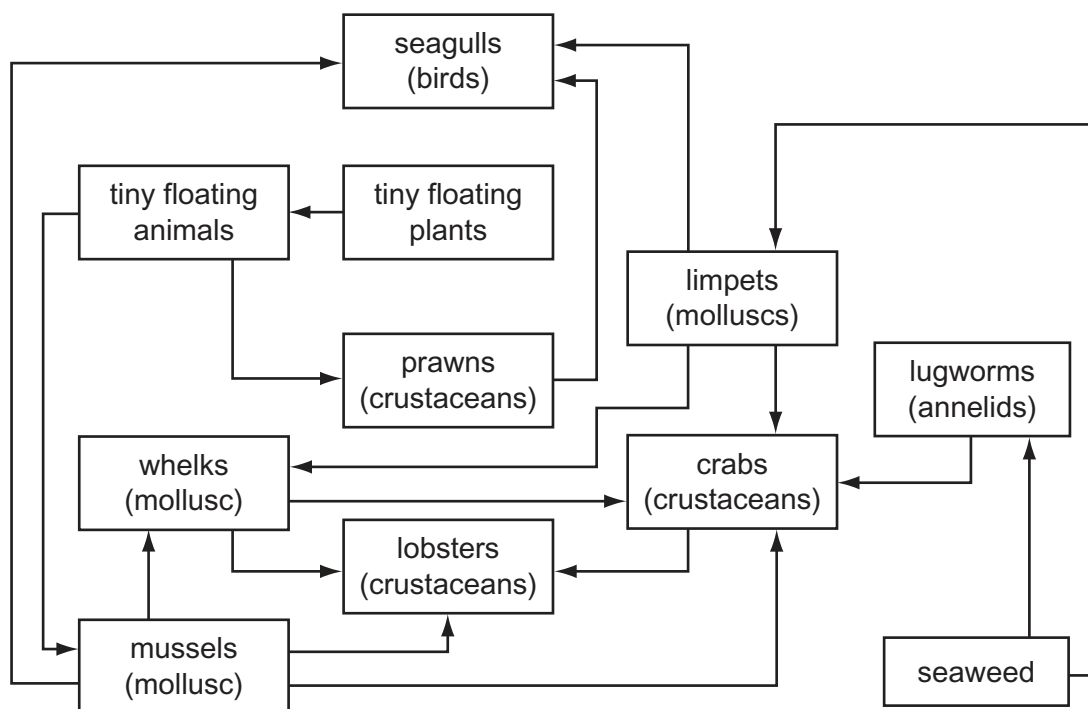 seagulls
(birds)
tiny floating
animals
tiny floating
plants
limpets
(molluscs)
prawns
(crustaceans)
lugworms
(annelids)
whelks
(mollusc)
crabs
(crustaceans)
lobsters
(crustaceans)
mussels
(mollusc)
seaweed